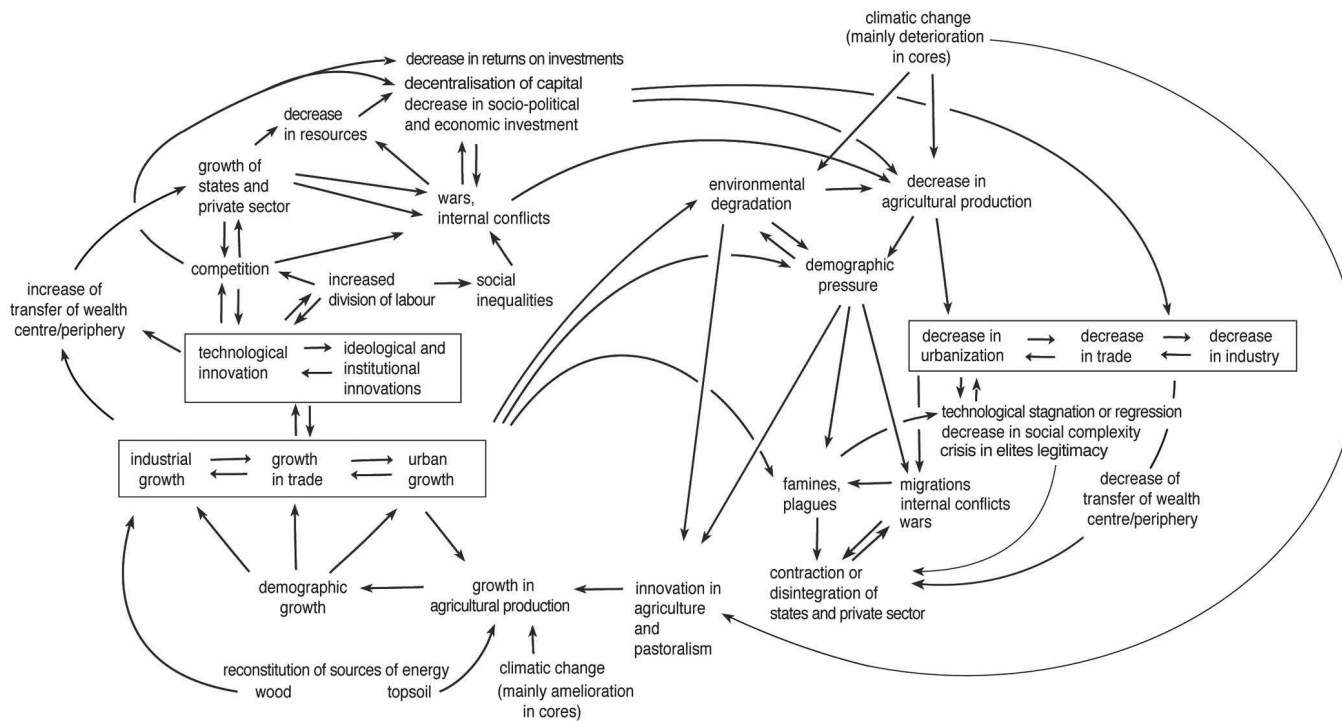 climatic change
(mainly deterioration
in cores)
decrease in returns on investments
decentralisation of capital
decrease in socio-political
and economic investment
decrease
in resources
growth of
states and
private sector
wars,
internal conflicts
environmental
degradation
decrease in
agricultural production
competition
increased
division of labour
social
inequalities
demographic
pressure
increase of
transfer of wealth
centre/periphery
technological
innovation
ideological and
institutional
innovations
decrease in
urbanization
decrease
in trade
decrease
in industry
technological stagnation or regression
decrease in social complexity
crisis in elites legitimacy
industrial
growth
growth
in trade
urban
growth
famines,
plagues
migrations
internal conflicts
wars
decrease of
transfer of wealth
centre/periphery
demographic
growth
growth in
agricultural production
innovation in
agriculture
and
pastoralism
contraction or
disintegration of
states and private sector
reconstitution of sources of energy
wood topsoil
climatic change
(mainly amelioration
in cores)